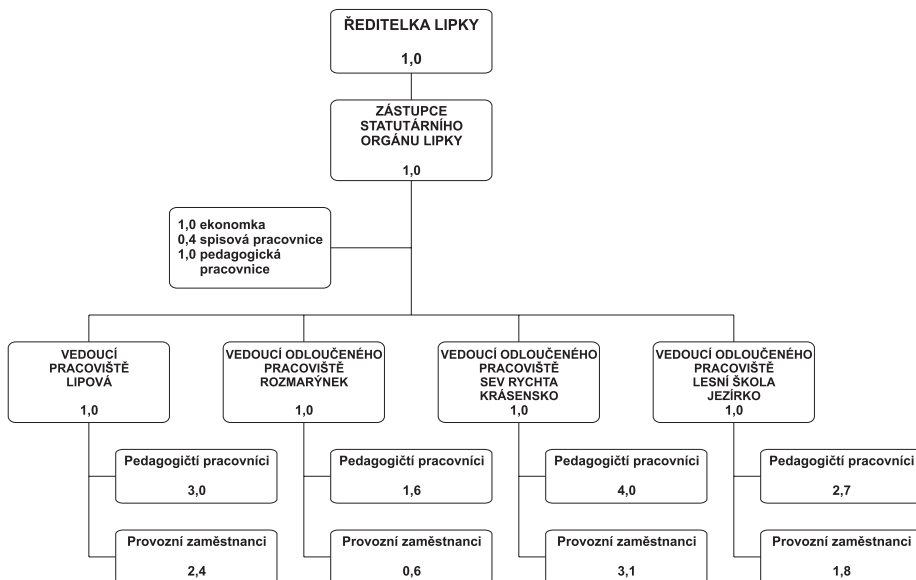 ŘEDITELKA LIPKY
1,0
ZÁSTUPCE
STATUTÁRNÍHO
ORGÁNU LIPKY
1,0
1,0 ekonomka
0,4 spisová pracovnice
1,0 pedagogická
pracovnice
VEDOUCÍ
PRACOVIŠTĚ
LIPOVÁ
1,0
VEDOUCÍ ODLOUČENÉHO
PRACOVIŠTĚ
ROZMARÝNEK
1,0
VEDOUCÍ ODLOUČENÉHO
PRACOVIŠTĚ
SEV RYCHTA
KRÁSENSKO
1,0
VEDOUCÍ ODLOUČENÉHO
PRACOVIŠTĚ
LESNÍ ŠKOLA
JEZÍRKO
1,0
Pedagogičtí pracovníci
3,0
Pedagogičtí pracovníci
1,6
Pedagogičtí pracovníci
4,0
Pedagogičtí pracovníci
2,7
Provozní zaměstnanci
2,4
Provozní zaměstnanci
0,6
Provozní zaměstnanci
3,1
Provozní zaměstnanci
1,8